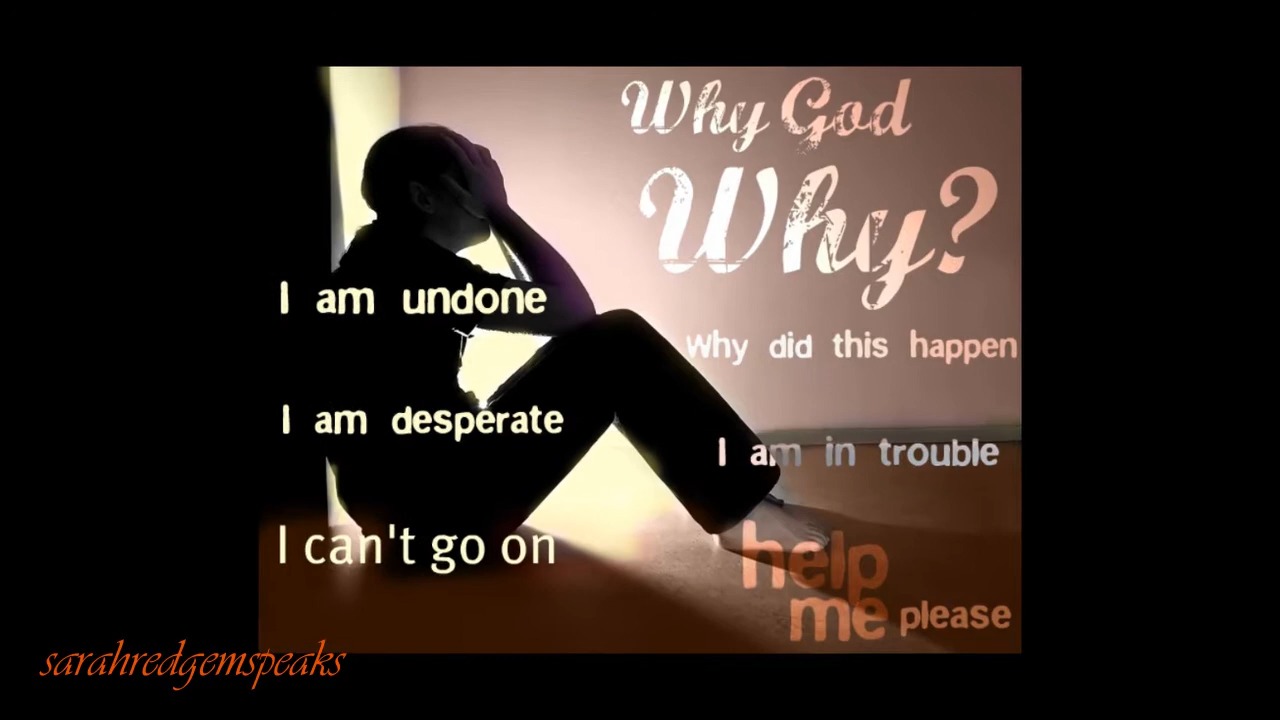 Why God
Why?
Why did this happen
I am undone
I am desperate
I am in trouble
I can't go on
help
me please
sarahredgemspeaks